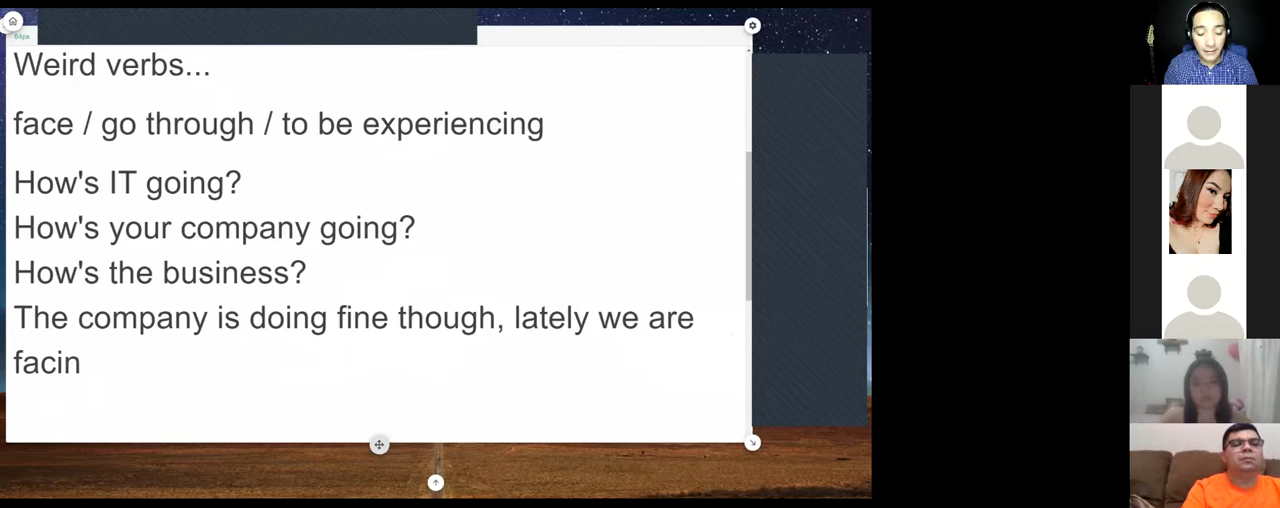 64px
Weird verbs...
face / go through / to be experiencing
How's IT going?
How's your company going?
How's the business?
The company is doing fine though, lately we are
facin